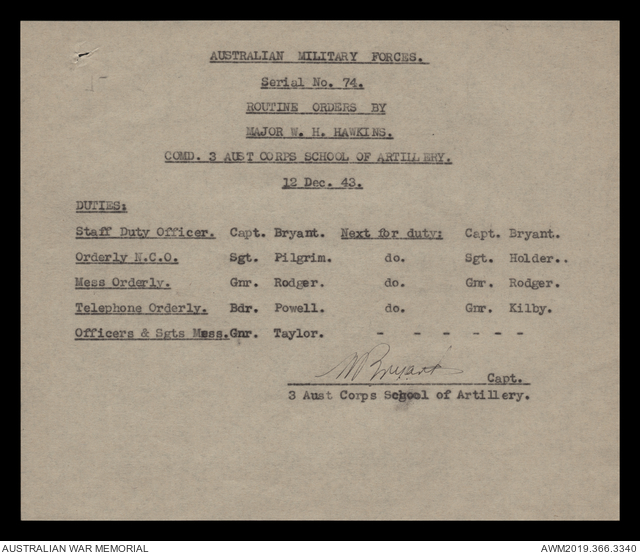 AUSTRALIAN MILITARY FORCES.
Serial No. 74.
ROUTINE ORDERS BY
MAJOR W. H. HAWKINS.
COMD. 3 AUST CORPS SCHOOL OF ARTILLERY.
12 Dec. 43.
DUTIES:
Staff Duty Officer. Capt. Bryant. Next for duty: Capt. Bryant.
Orderly N.C.O. Sgt. Pilgrim. do. Sgt. Holder..
Mess Orderly. Gnr. Rodger. do. Gnr. Rodger.
Telephone Orderly. Bdr. Powell. do. Gnr. Kilby.
Officers & Sgts Mess. Gnr. Taylor. - - - - - -
W Bryant Capt.
3 Aust Corps School of Artillery.
AUSTRALIAN WAR MEMORIAL AWM2019.366.3340